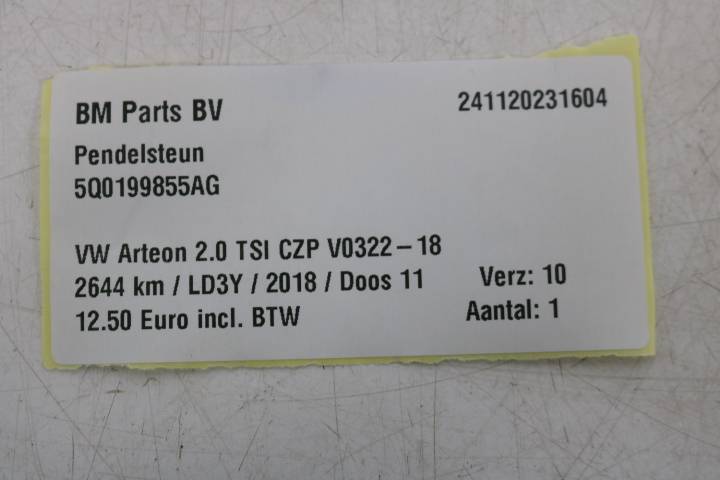 BM Parts BV 241120231604
Pendelsteun
5Q0199855AG
VW Arteon 2.0 TSI CZP V0322-18
2644 km / LD3Y / 2018 / Doos 11 Verz: 10
12.50 Euro incl. BTW Aantal: 1